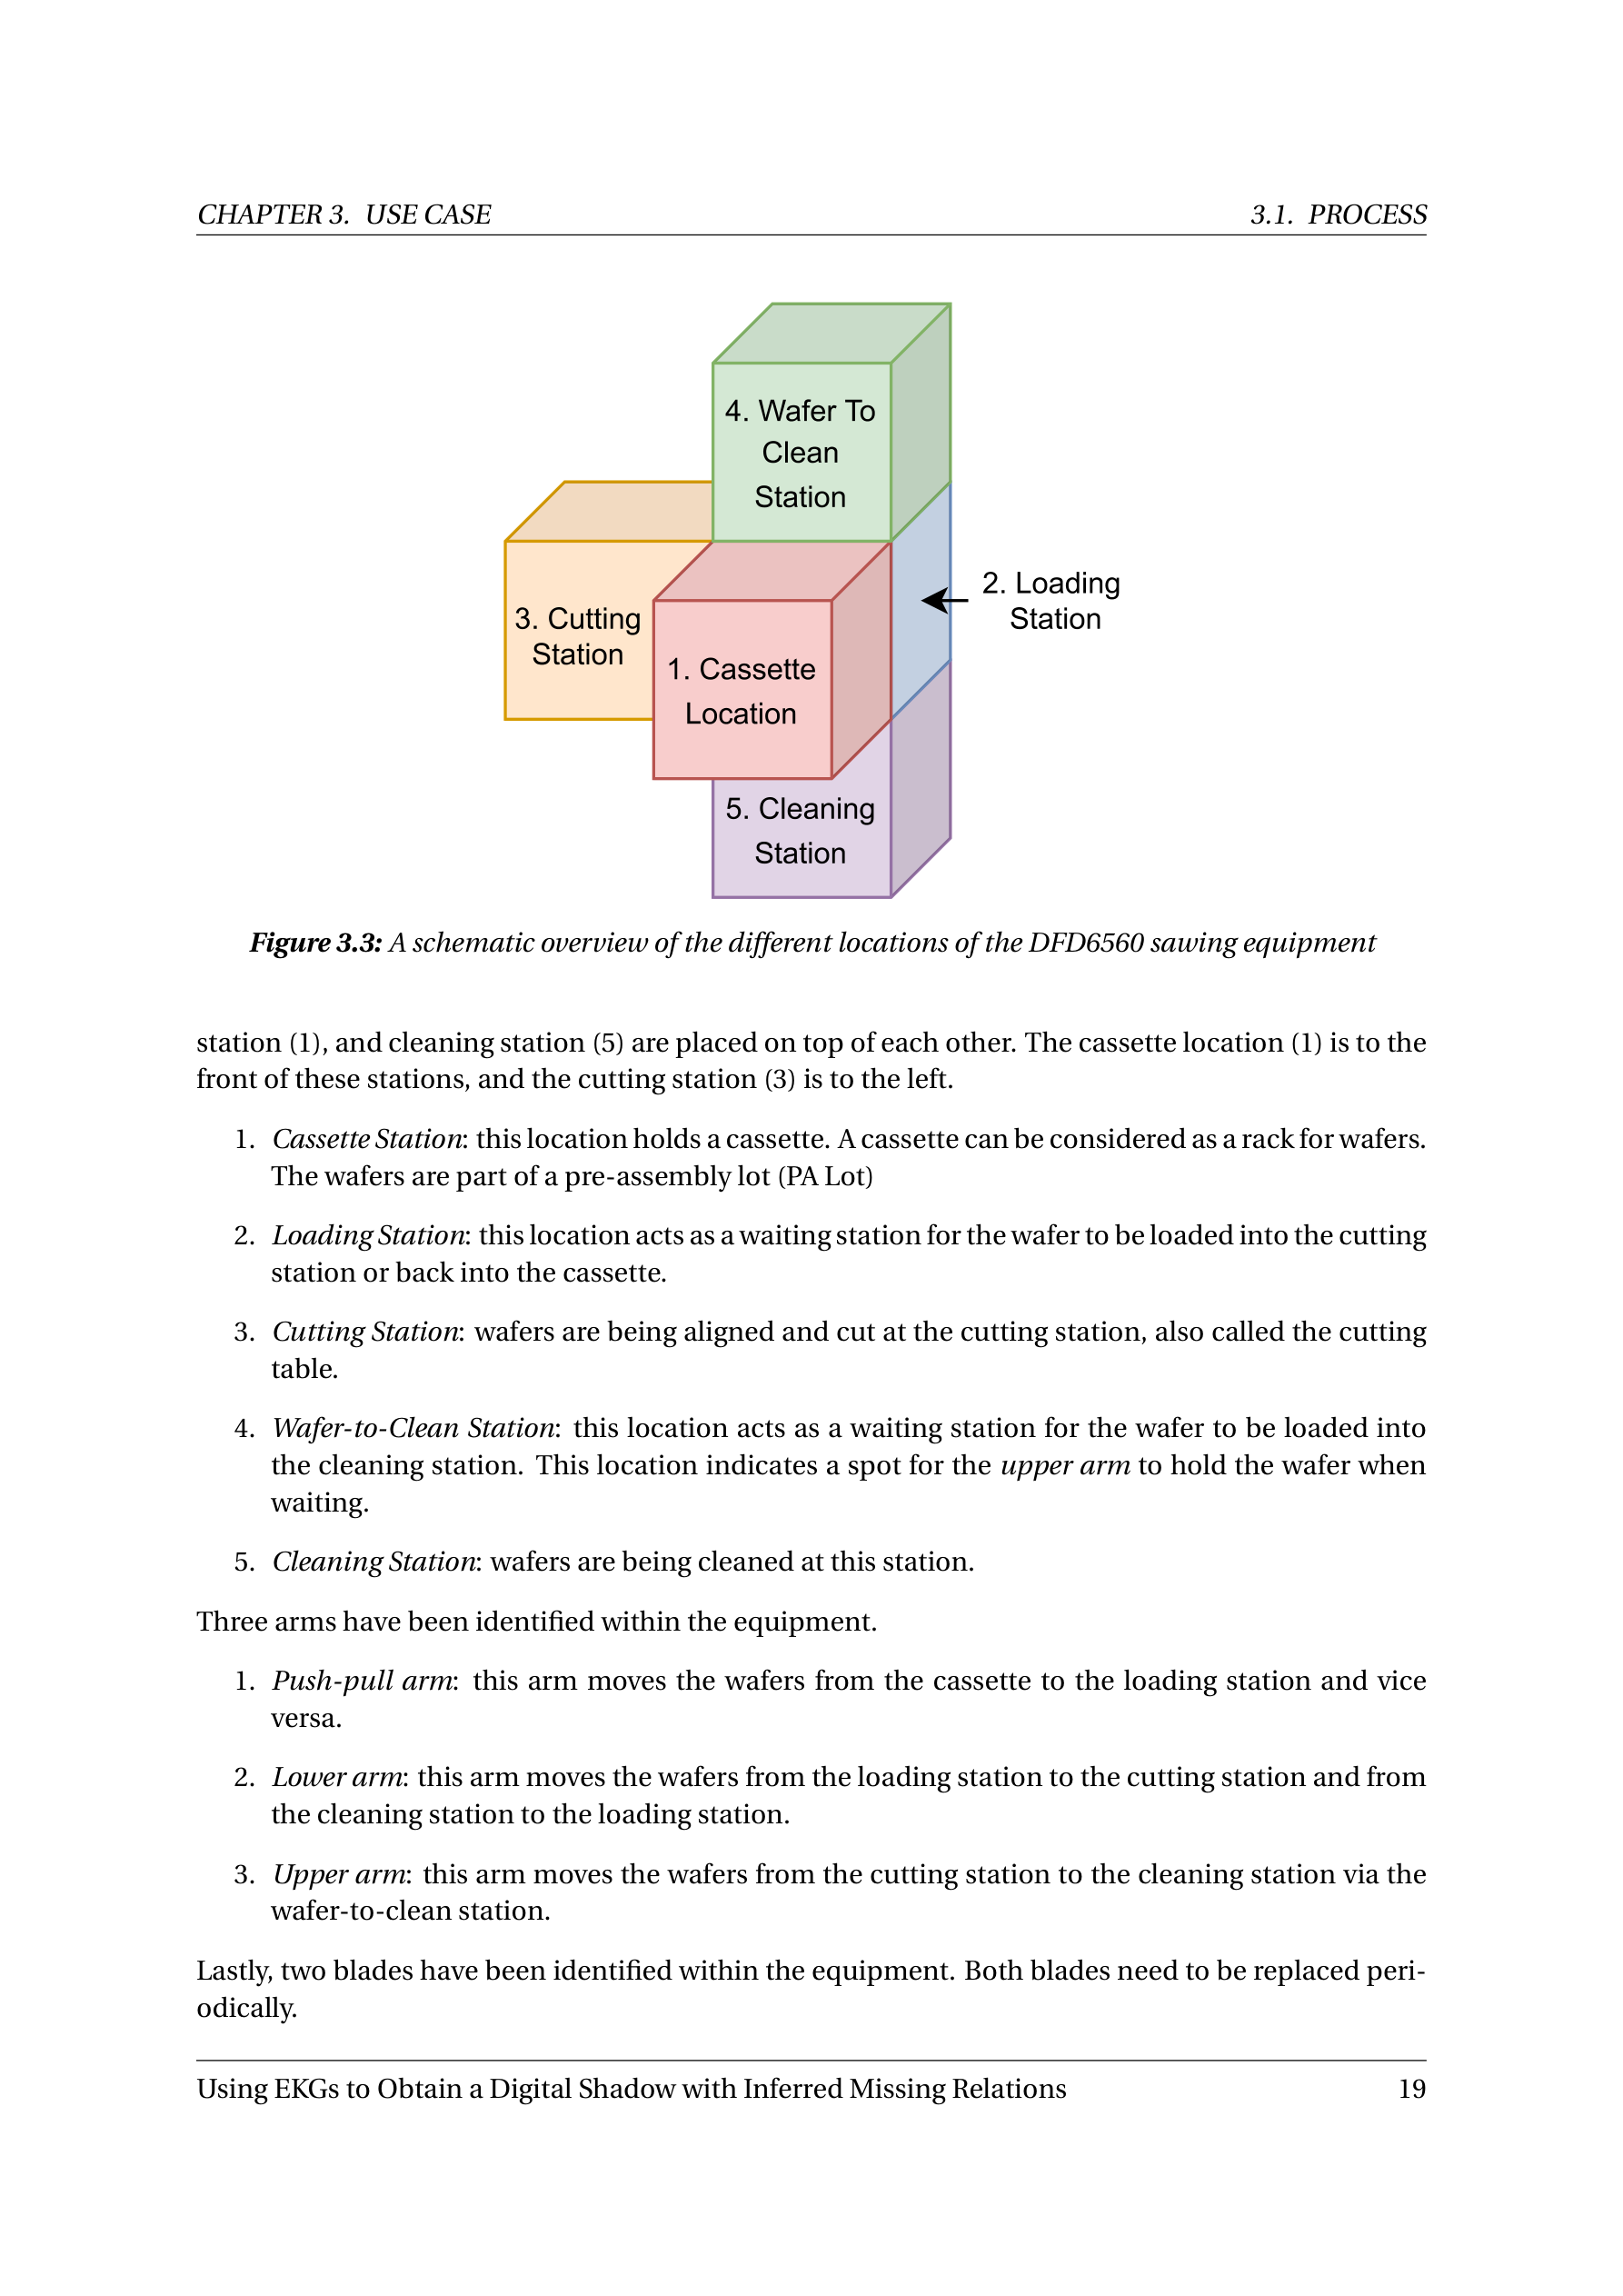 CHAPTER 3. USE CASE 3.1. PROCESS
4. Wafer To
Clean
Station
3. Cutting
Station
2. Loading
Station
1. Cassette
Location
5. Cleaning
Station
Figure 3.3: A schematic overview of the different locations of the DFD6560 sawing equipment
station (1), and cleaning station (5) are placed on top of each other. The cassette location (1) is to the
front of these stations, and the cutting station (3) is to the left.
1. Cassette Station: this location holds a cassette. A cassette can be considered as a rack for wafers.
The wafers are part of a pre-assembly lot (PA Lot)
2. Loading Station: this location acts as a waiting station for the wafer to be loaded into the cutting
station or back into the cassette.
3. Cutting Station: wafers are being aligned and cut at the cutting station, also called the cutting
table.
4. Wafer-to-Clean Station: this location acts as a waiting station for the wafer to be loaded into
the cleaning station. This location indicates a spot for the upper arm to hold the wafer when
waiting.
5. Cleaning Station: wafers are being cleaned at this station.
Three arms have been identified within the equipment.
1. Push-pull arm: this arm moves the wafers from the cassette to the loading station and vice
versa.
2. Lower arm: this arm moves the wafers from the loading station to the cutting station and from
the cleaning station to the loading station.
3. Upper arm: this arm moves the wafers from the cutting station to the cleaning station via the
wafer-to-clean station.
Lastly, two blades have been identified within the equipment. Both blades need to be replaced peri-
odically.
Using EKGs to Obtain a Digital Shadow with Inferred Missing Relations 19